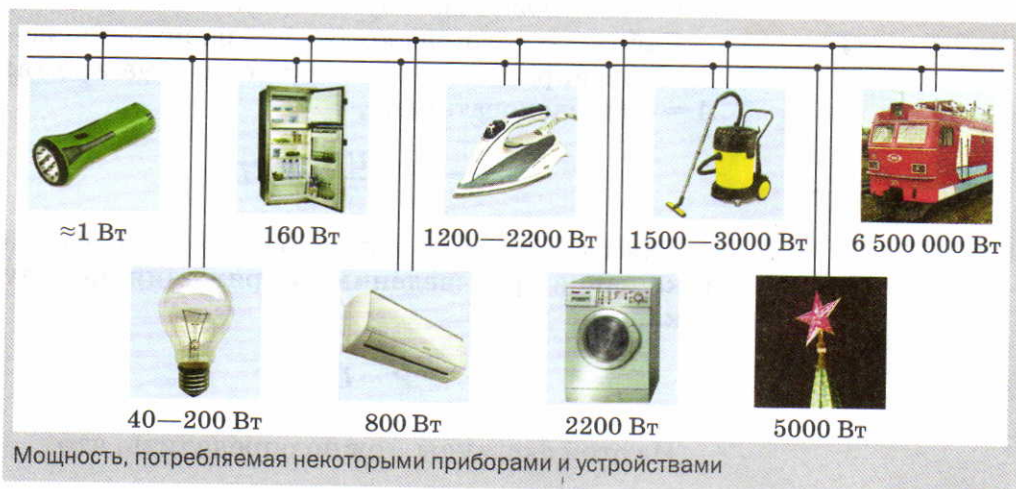 ≈1 Вт
160 Вт
1200—2200 Вт
1500—3000 Вт
6 500 000 Вт
40—200 Вт
800 Вт
2200 Вт
5000 Вт
Мощность, потребляемая некоторыми приборами и устройствами